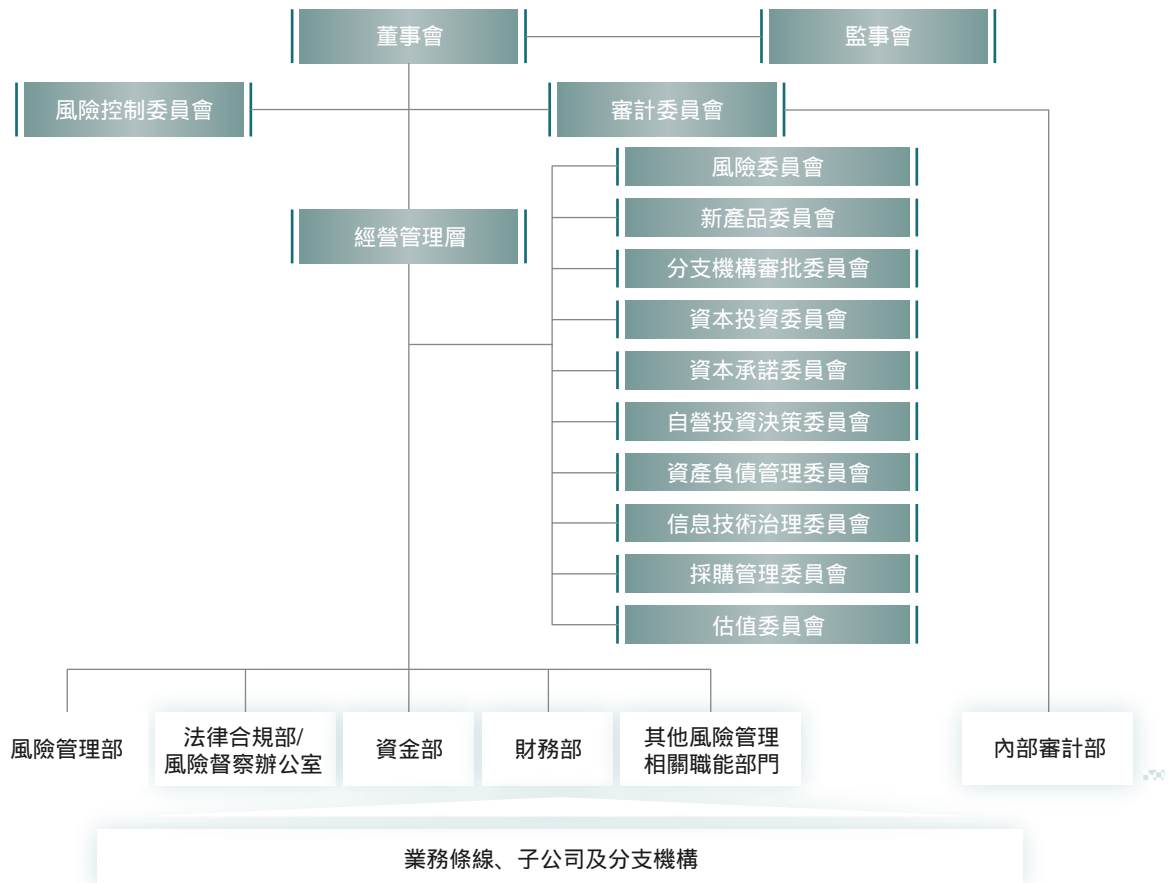 董事會
監事會
風險控制委員會
審計委員會
風險委員會
新產品委員會
經營管理層
分支機構審批委員會
資本投資委員會
資本承諾委員會
自營投資決策委員會
資產負債管理委員會
信息技術治理委員會
採購管理委員會
估值委員會
風險管理部
法律合規部/
風險督察辦公室
資金部
財務部
其他風險管理
相關職能部門
內部審計部
業務條線、子公司及分支機構